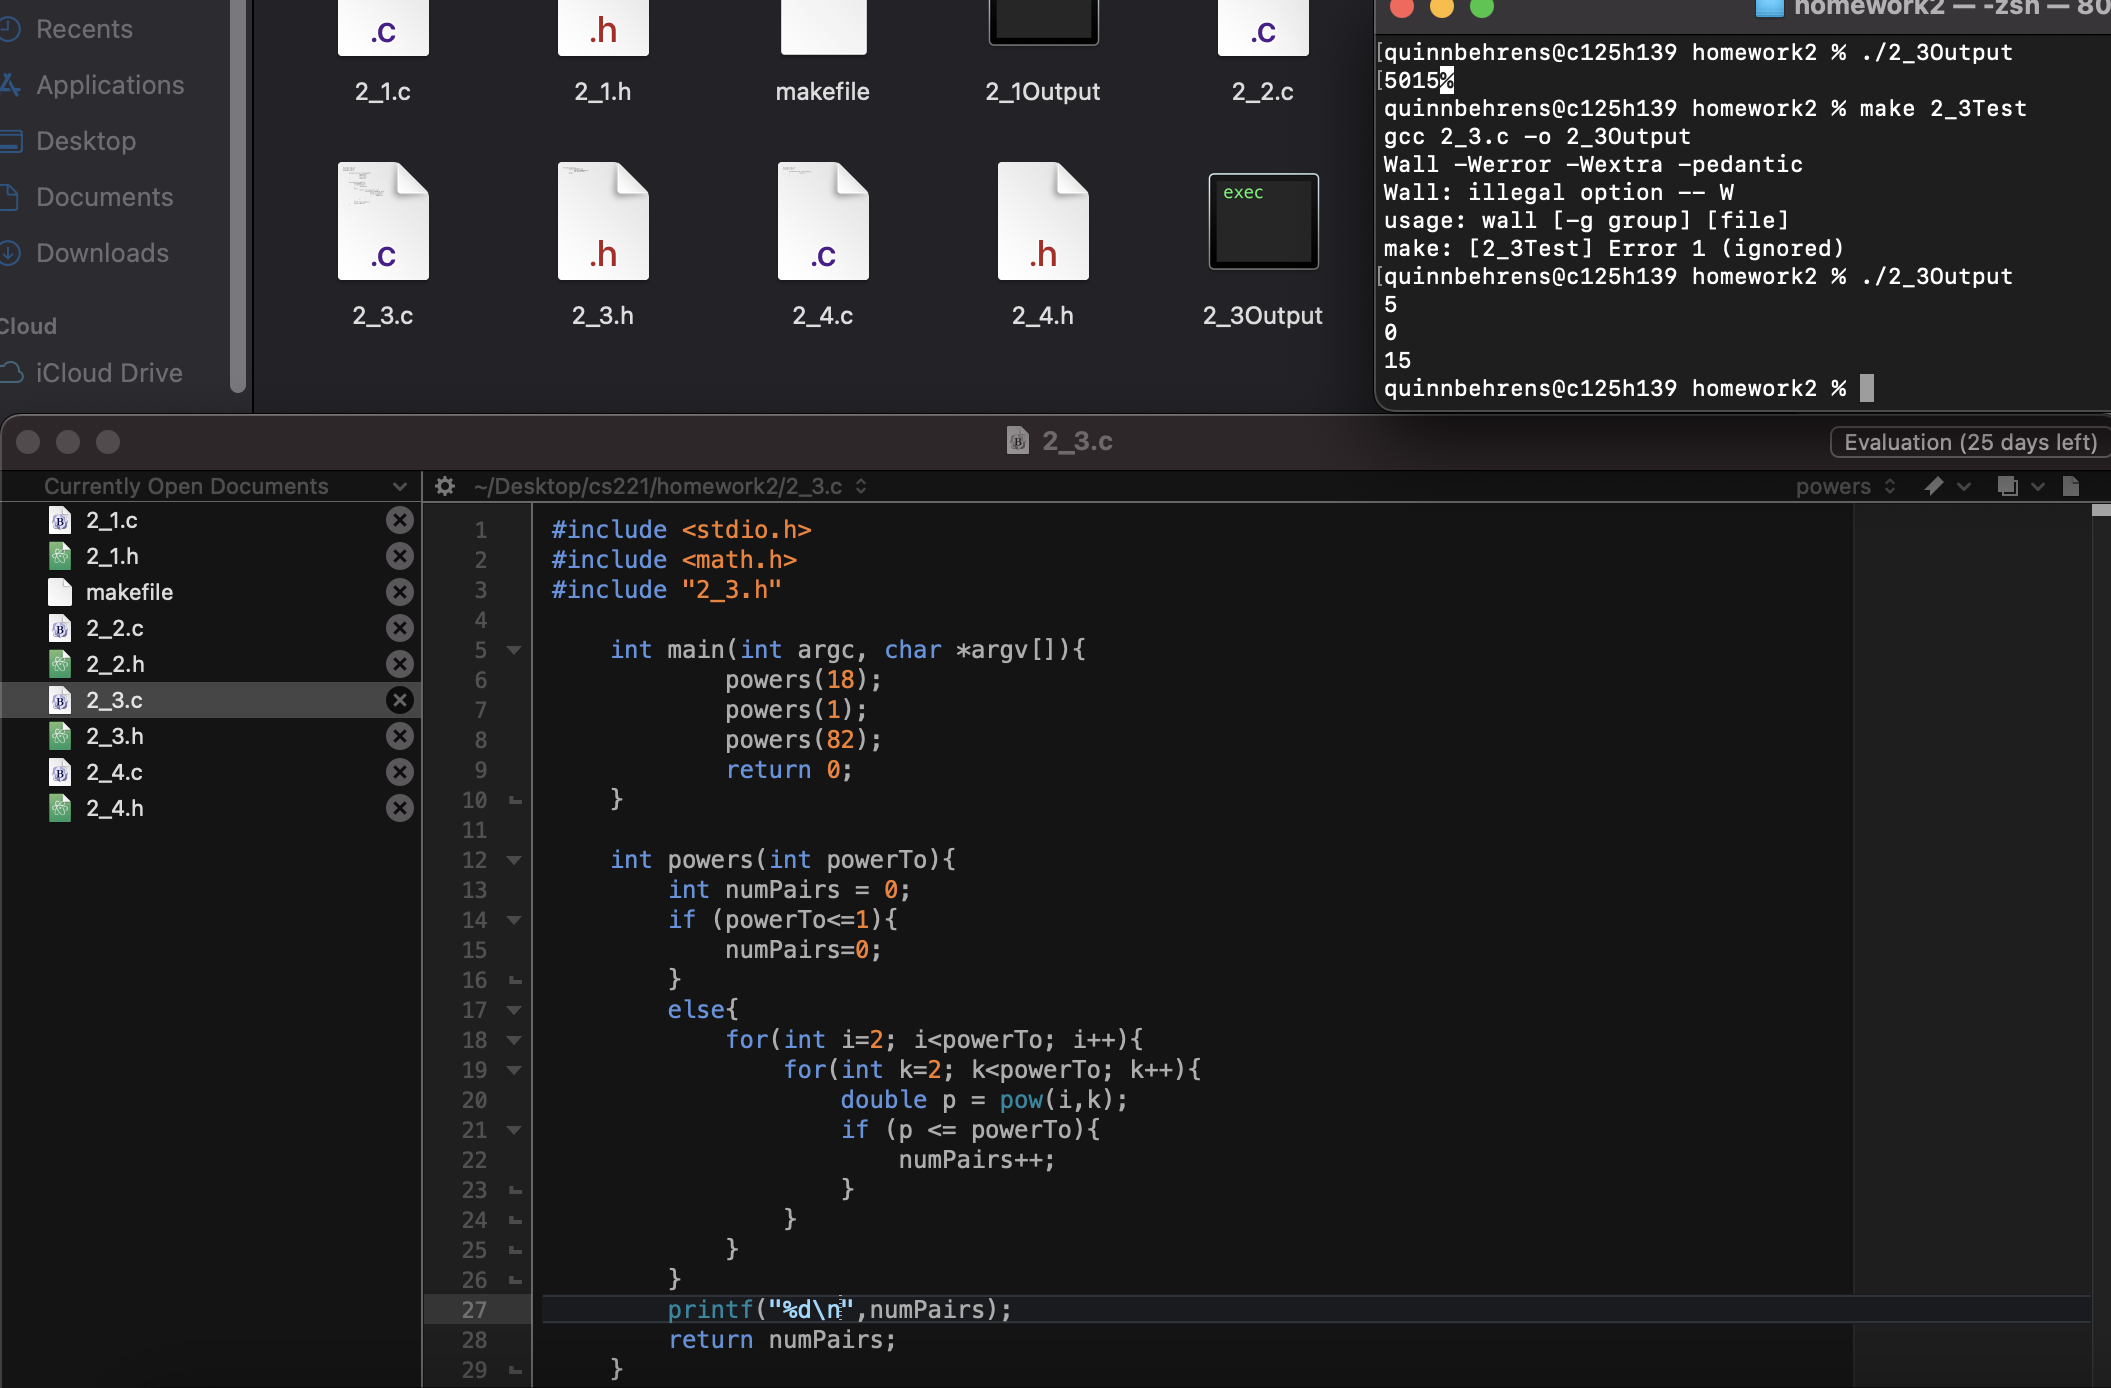 Recents
Applications
Desktop
Documents
Downloads
Cloud
iCloud Drive
.c
.h
.c
2_1.c
2_1.h
makefile
2_1Output
2_2.c
.c
.h
.c
.h
exec
2_3.c
2_3.h
2_4.c
2_4.h
2_3Output
homework2 — -zsh — 80
quinnbehrens@c125h139 homework2 % ./2_3Output
5015%
quinnbehrens@c125h139 homework2 % make 2_3Test
gcc 2_3.c -o 2_3Output
Wall -Werror -Wextra -pedantic
Wall: illegal option -- W
usage: wall [-g group] [file]
make: [2_3Test] Error 1 (ignored)
quinnbehrens@c125h139 homework2 % ./2_3Output
5
0
15
quinnbehrens@c125h139 homework2 %
2_3.c
Evaluation (25 days left)
Currently Open Documents
~/Desktop/cs221/homework2/2_3.c
powers
2_1.c
2_1.h
makefile
2_2.c
2_2.h
2_3.c
2_3.h
2_4.c
2_4.h
1 #include <stdio.h>
2 #include <math.h>
3 #include "2_3.h"
4
5 int main(int argc, char *argv[]){
6 powers(18);
7 powers(1);
8 powers(82);
9 return 0;
10 }
11
12 int powers(int powerTo){
13 int numPairs = 0;
14 if (powerTo<=1){
15 numPairs=0;
16 }
17 else{
18 for(int i=2; i<powerTo; i++){
19 for(int k=2; k<powerTo; k++){
20 double p = pow(i,k);
21 if (p <= powerTo){
22 numPairs++;
23 }
24 }
25 }
26 }
27 printf("%d\n",numPairs);
28 return numPairs;
29 }